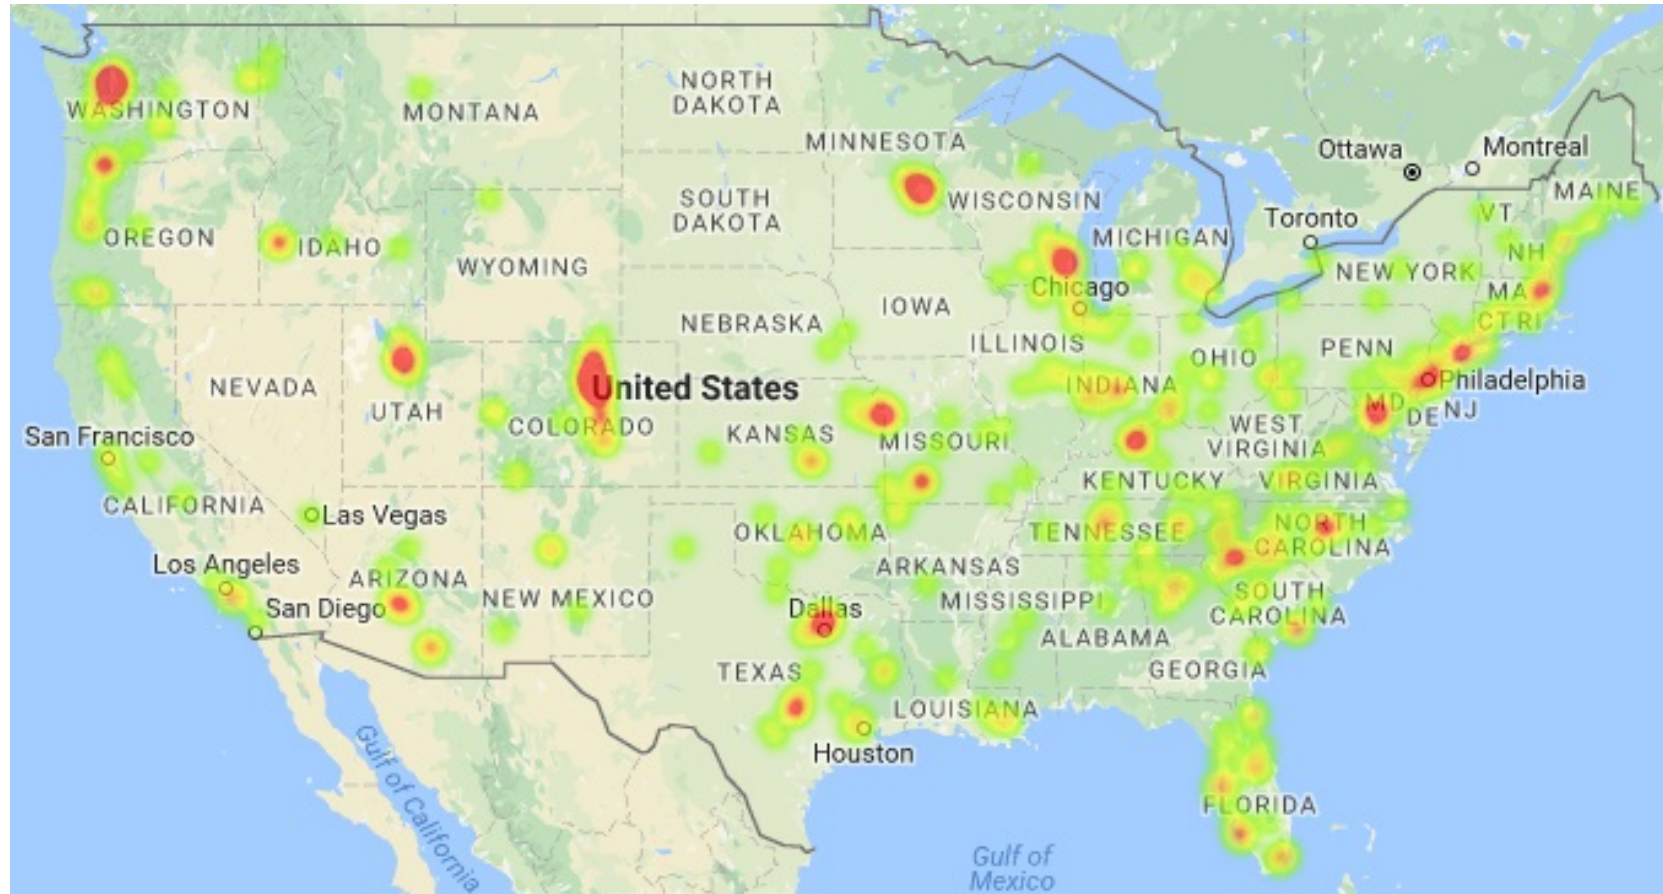 NORTH
DAKOTA
WASHINGTON
MONTANA
MINNESOTA
Ottawa
Montreal
MAINE
SOUTH
DAKOTA
WISCONSIN
VT
Toronto
OREGON
IDAHO
MICHIGAN
NH
WYOMING
NEW YORK
Chicago
MA
IOWA
NEBRASKA
CT RI
ILLINOIS
OHIO
PENN
NEVADA
United States
INDIANA
Philadelphia
UTAH
MD
DE
NJ
COLORADO
KANSAS
MISSOURI
WEST
VIRGINIA
San Francisco
KENTUCKY
VIRGINIA
CALIFORNIA
Las Vegas
OKLAHOMA
TENNESSEE
NORTH
CAROLINA
Los Angeles
ARIZONA
ARKANSAS
NEW MEXICO
MISSISSIPPI
SOUTH
CAROLINA
San Diego
Dallas
ALABAMA
TEXAS
GEORGIA
LOUISIANA
Houston
Gulf of California
FLORIDA
Gulf of
Mexico